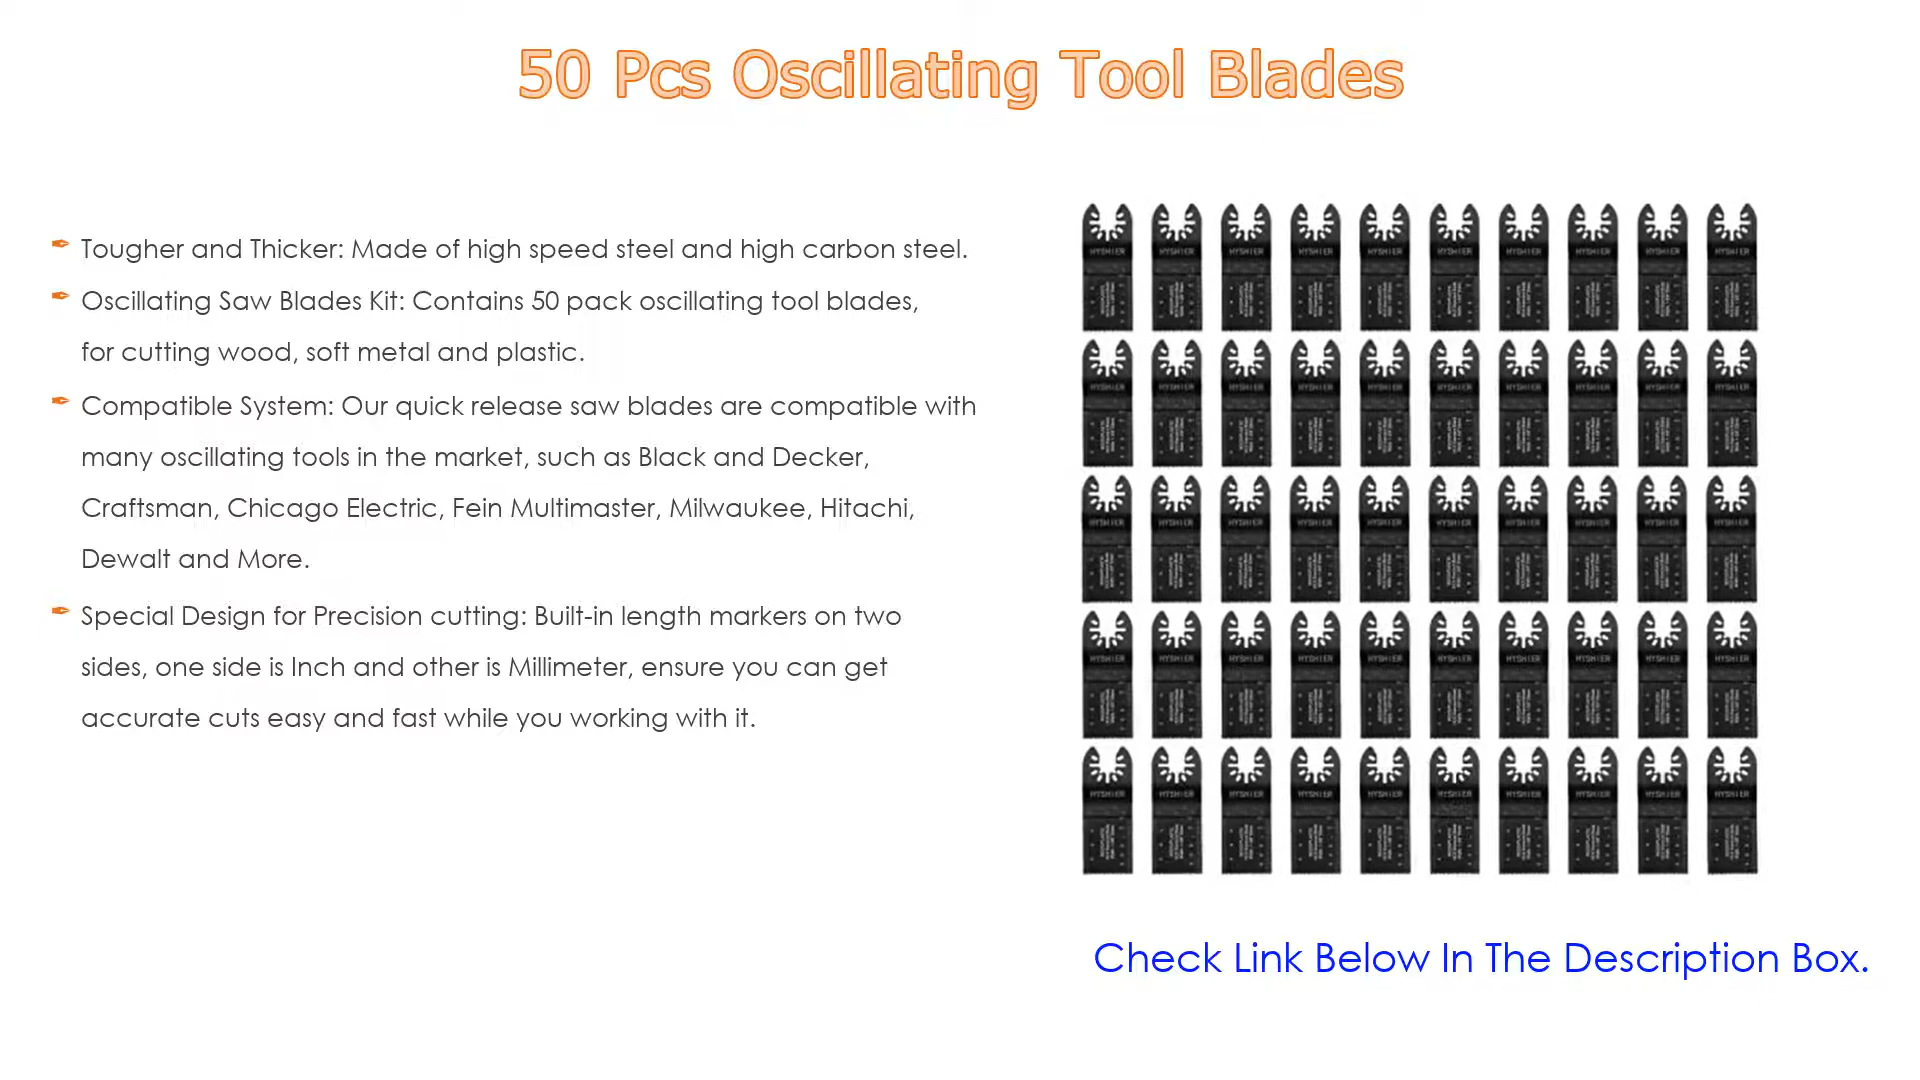 50 Pcs Oscillating Tool Blades
Tougher and Thicker: Made of high speed steel and high carbon steel.
Oscillating Saw Blades Kit: Contains 50 pack oscillating tool blades,
for cutting wood, soft metal and plastic.
Compatible System: Our quick release saw blades are compatible with
many oscillating tools in the market, such as Black and Decker,
Craftsman, Chicago Electric, Fein Multimaster, Milwaukee, Hitachi,
Dewalt and More.
Special Design for Precision cutting: Built-in length markers on two
sides, one side is Inch and other is Millimeter, ensure you can get
accurate cuts easy and fast while you working with it.
Check Link Below In The Description Box.